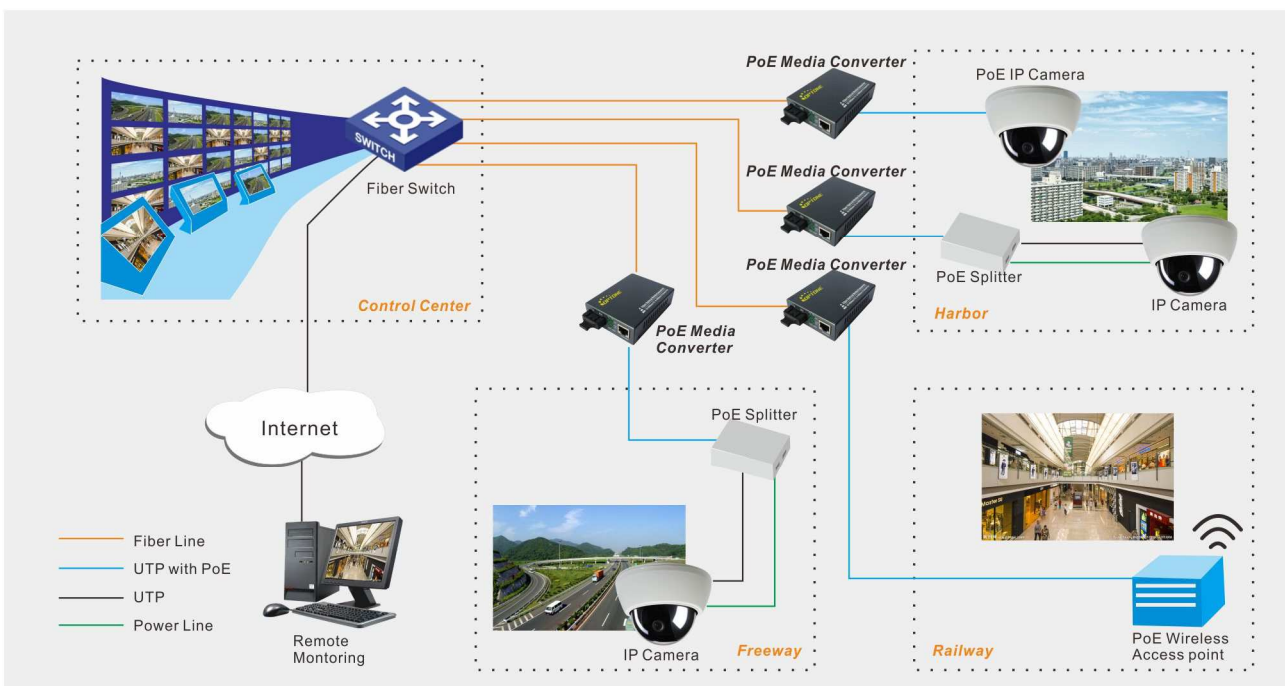 PoE Media Converter
PoE IP Camera
SWITCH
Fiber Switch
PoE Media Converter
PoE Splitter
IP Camera
Harbor
Control Center
PoE Media Converter
PoE Media
Converter
Internet
PoE Splitter
Fiber Line
UTP with PoE
UTP
Power Line
Remote
Montoring
IP Camera
Freeway
Railway
PoE Wireless
Access point